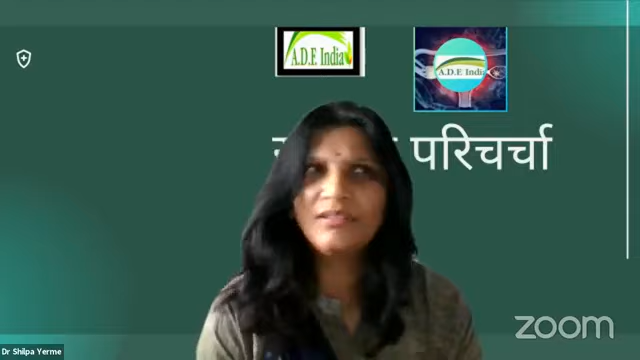 A.D.E India
A.D.E India
परिचर्चा
zoom
Dr Shilpa Yerme